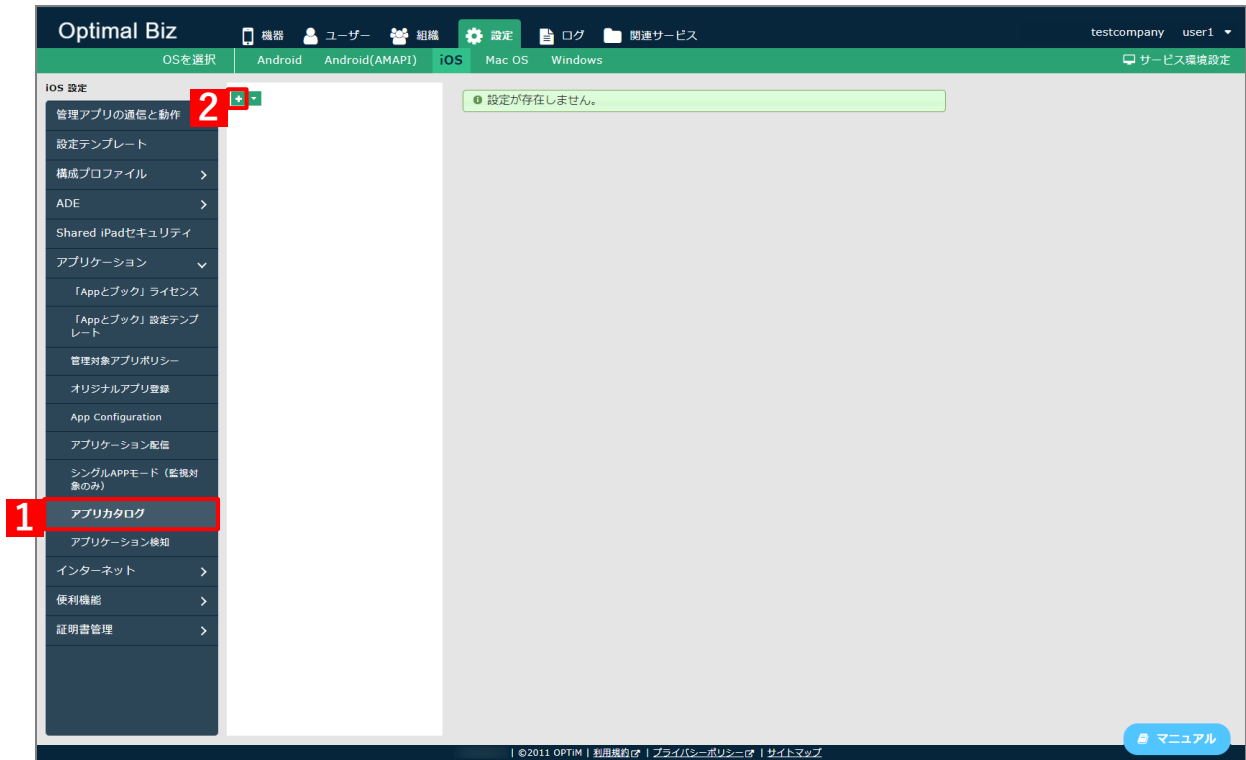 Optimal Biz
機器 ユーザー 組織 設定 ログ 関連サービス
testcompany user1
OSを選択 Android Android(AMAPI) iOS Mac OS Windows サービス環境設定
iOS 設定
管理アプリの通信と動作
2
設定が存在しません。
設定テンプレート
構成プロファイル
ADE
Shared iPadセキュリティ
アプリケーション
「Appとブック」ライセンス
「Appとブック」設定テンプ
レート
管理対象アプリポリシー
オリジナルアプリ登録
App Configuration
アプリケーション配信
シングルAPPモード（監視対
象のみ）
1
アプリカタログ
アプリケーション検知
インターネット
便利機能
証明書管理
マニュアル
| ©2011 OPTiM | 利用規約 | プライバシーポリシー | サイトマップ